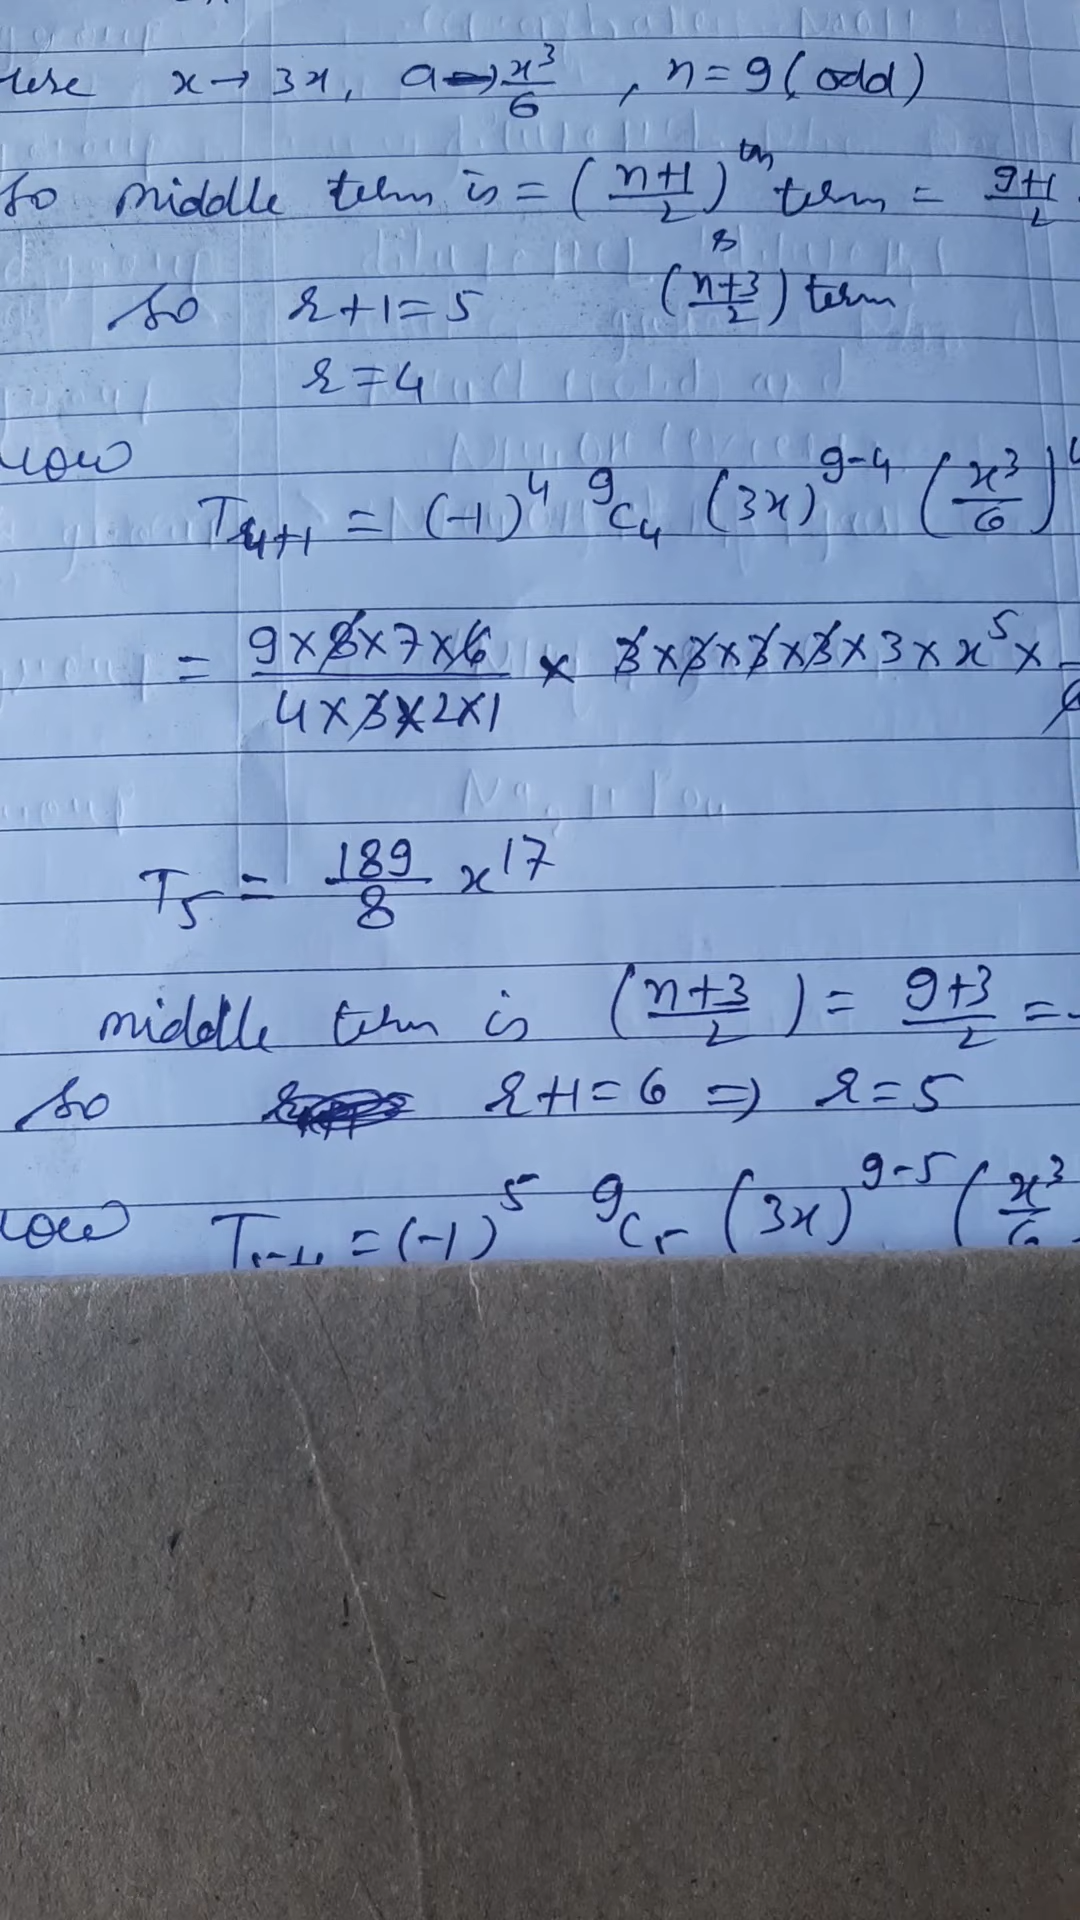 x → 3x, a → x³/6, n = 9 (odd)
So middle term is = (n+1/2)th term = 9+1/2
&
So r+1=5 (n+3/2) term
r=4
now
T4+1 = (-1)⁴ ⁹C₄ (3x)⁹⁻⁴ (x³/6)⁴
= 9×8×7×6/4×3×2×1 × 3×3×3×3×3×x⁵×
T₅ = 189/8 x¹⁷
middle term is (n+3/2) = 9+3/2 =
So r+1=6 => r=5
now = (-1)⁵ ⁹C₅ (3x)⁹⁻⁵ (x³/6